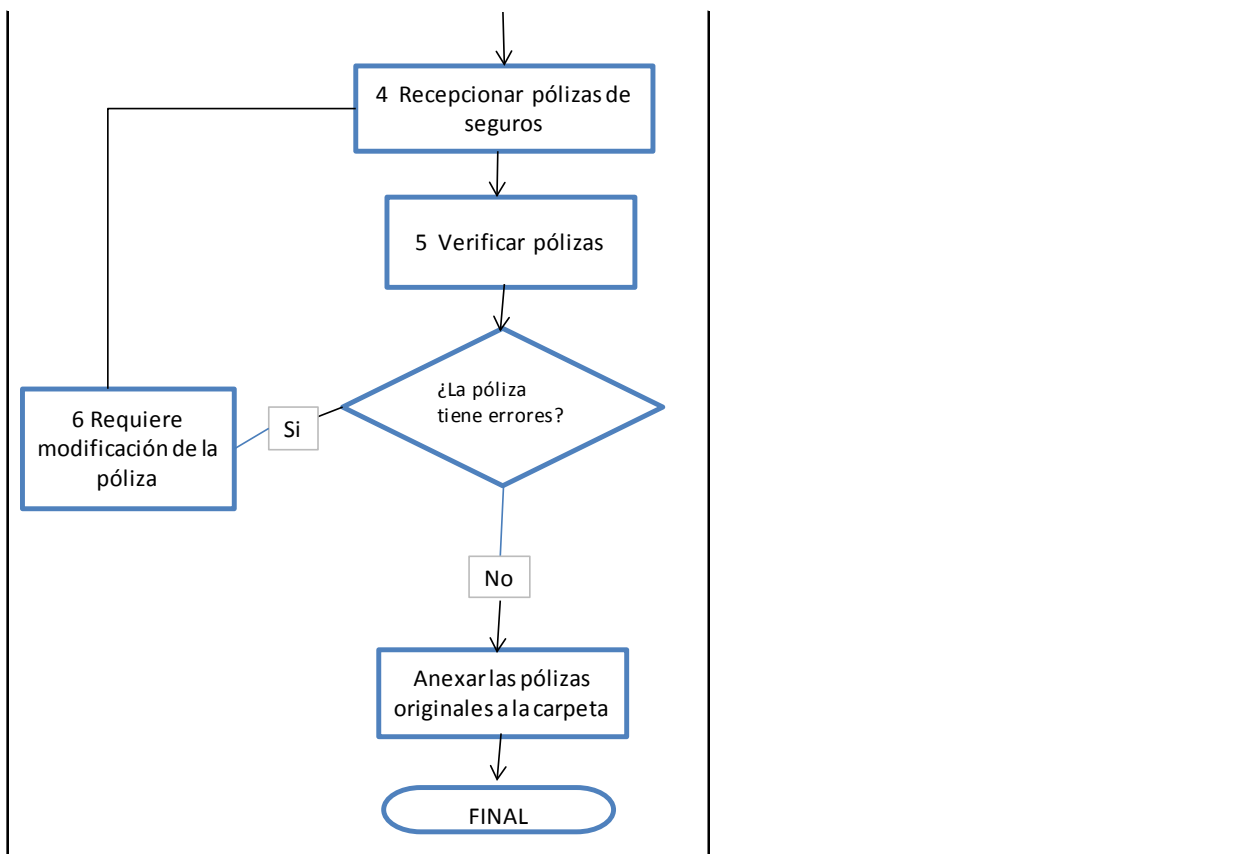 4 Recepcionar pólizas de
seguros
5 Verificar pólizas
¿La póliza
tiene errores?
6 Requiere
modificación de la
póliza
Si
No
Anexar las pólizas
originales a la carpeta
FINAL